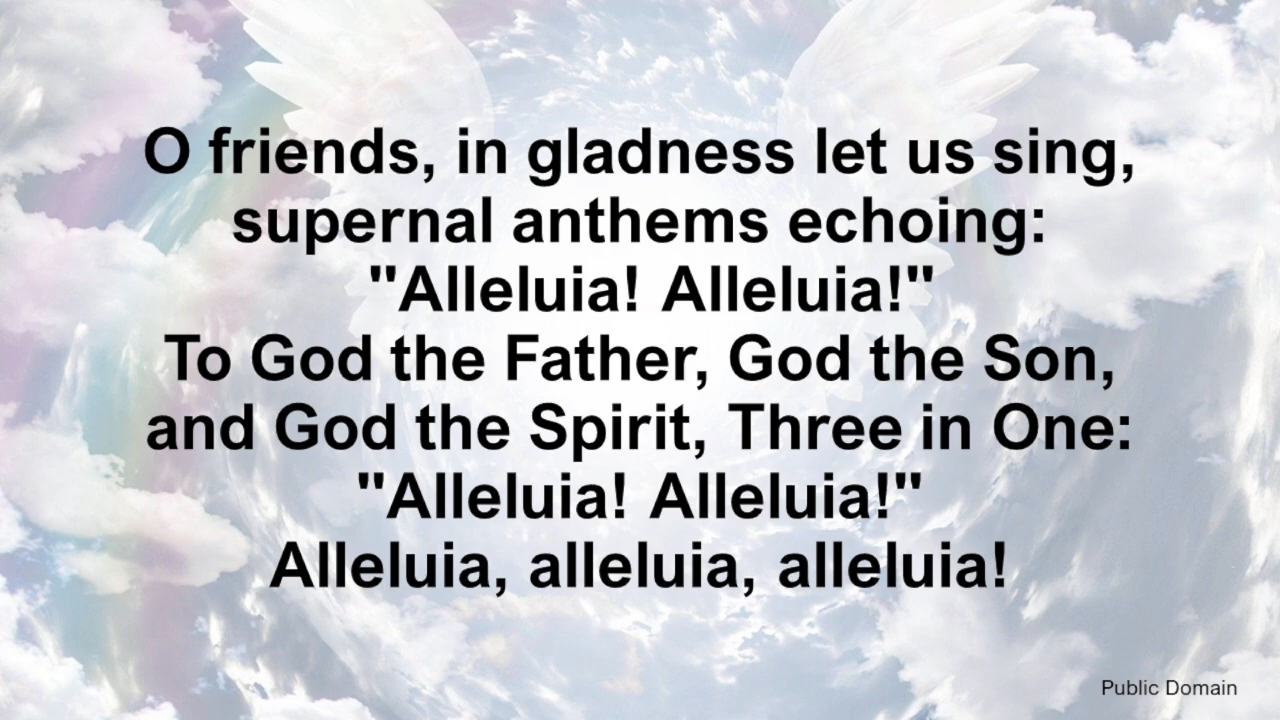 O friends, in gladness let us sing,
supernal anthems echoing:
"Alleluia! Alleluia!"
To God the Father, God the Son,
and God the Spirit, Three in One:
"Alleluia! Alleluia!"
Alleluia, alleluia, alleluia!
Public Domain